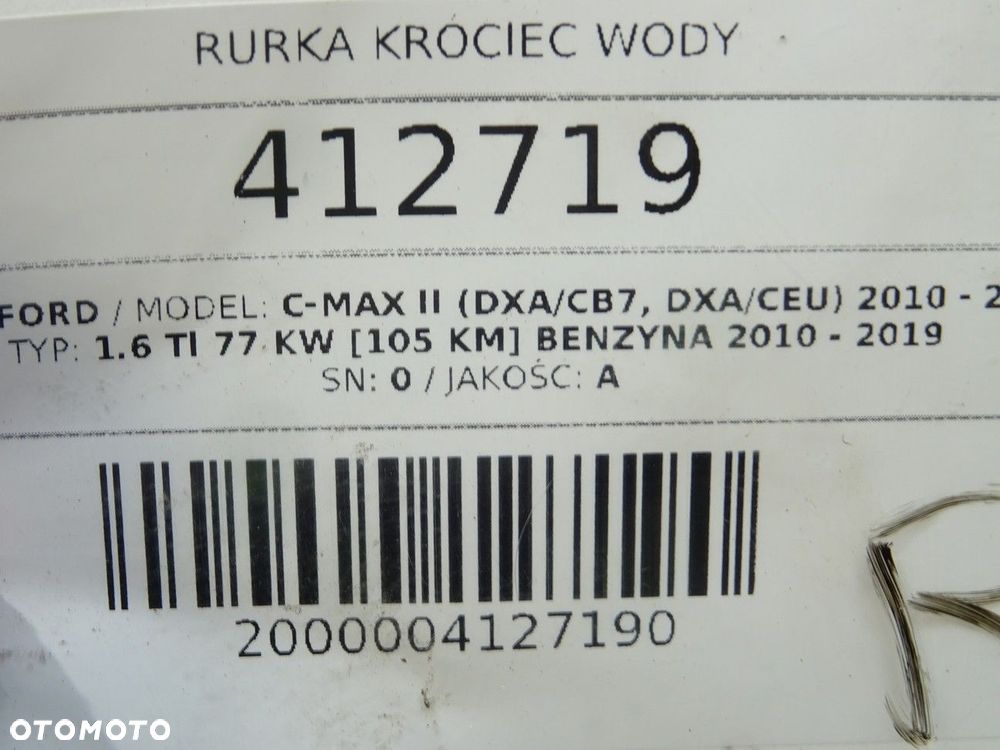 RURKA KRÓCIEC WODY
412719
FORD / MODEL: C-MAX II (DXA/CB7, DXA/CEU) 2010 - 2
TYP: 1.6 TI 77 KW [105 KM] BENZYNA 2010 - 2019
SN: 0 / JAKOŚĆ: A
2000004127190
R
OTOMOTO